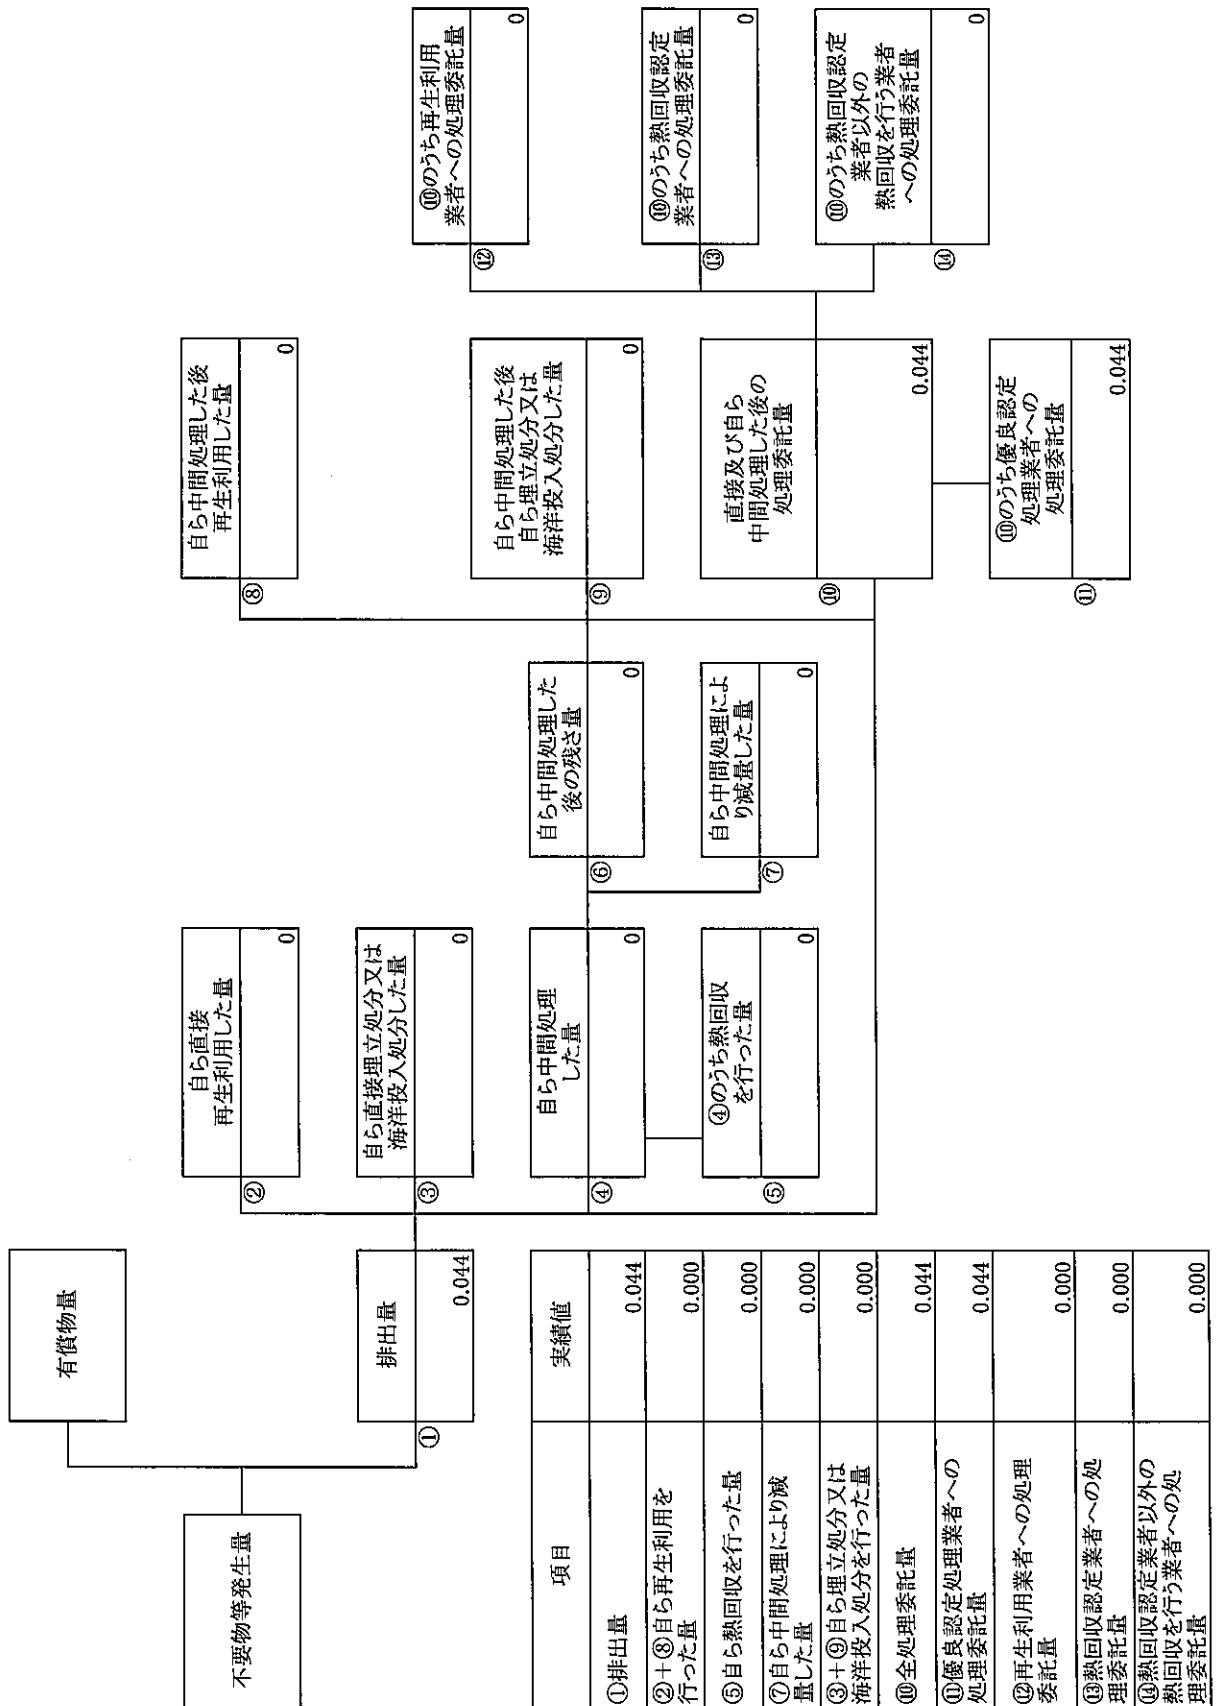 不要物等発生量
有償物量
排出量
①
0.044
自ら直接
再生利用した量
②
0
自ら直接埋立処分又は
海洋投入処分した量
③
0
自ら中間処理
した量
④
0
④のうち熱回収
を行った量
⑤
0
自ら中間処理した
後の残さ量
⑥
0
自ら中間処理によ
り減量した量
⑦
0
自ら中間処理した後
再生利用した量
⑧
0
自ら中間処理した後
自ら埋立処分又は
海洋投入処分した量
⑨
0
直接及び自ら
中間処理した後の
処理委託量
⑩
0.044
⑩のうち優良認定
処理業者への
処理委託量
⑪
0.044
⑩のうち再生利用
業者への処理委託量
⑫
0
⑩のうち熱回収認定
業者への処理委託量
⑬
0
⑩のうち熱回収認定
業者以外の
熱回収を行う業者
への処理委託量
⑭
0
項目 実績値
①排出量 0.044
②+⑧自ら再生利用を
行った量 0.000
⑤自ら熱回収を行った量 0.000
⑦自ら中間処理により減
量した量 0.000
③+⑨自ら埋立処分又は
海洋投入処分を行った量 0.000
⑩全処理委託量 0.044
⑪優良認定処理業者への
処理委託量 0.044
⑫再生利用業者への処理
委託量 0.000
⑬熱回収認定業者への処
理委託量 0.000
⑭熱回収認定業者以外の
熱回収を行う業者への処
理委託量 0.000